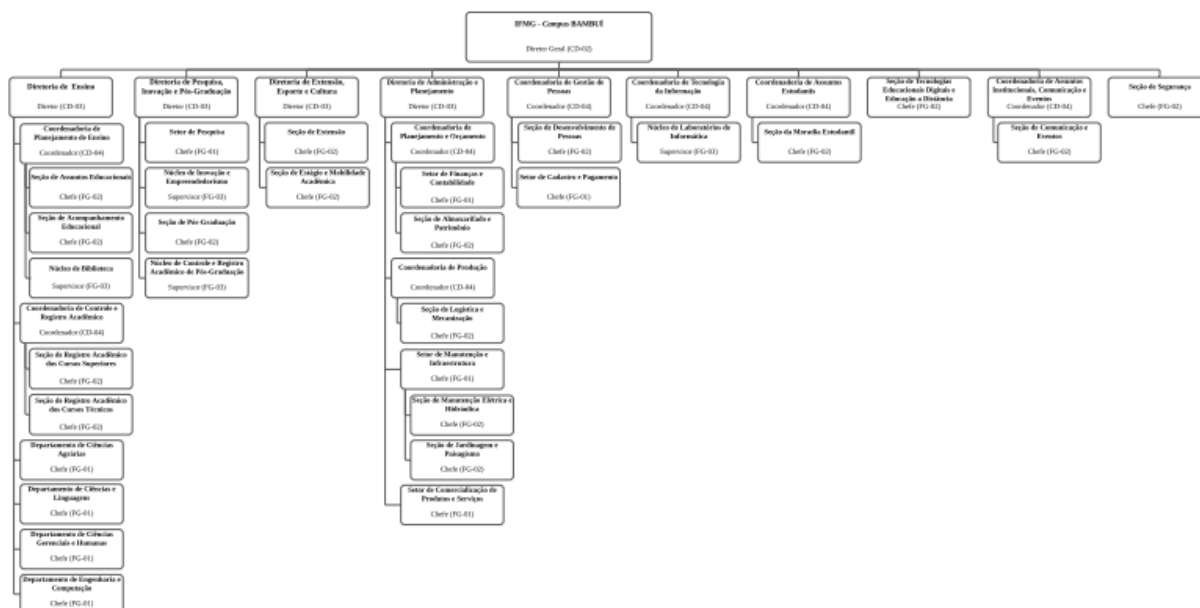 IFMG - Campus BAMBUÍ
Diretor Geral (CD-02)
Diretoria de Ensino
Diretor (CD-03)
Coordenadoria de
Planejamento de Ensino
Coordenador (CD-04)
Seção de Assuntos Educacionais
Chefe (FG-02)
Seção de Acompanhamento
Educacional
Chefe (FG-02)
Núcleo de Biblioteca
Supervisor (FG-03)
Coordenadoria de Controle e
Registro Acadêmico
Coordenador (CD-04)
Seção de Registro Acadêmico
dos Cursos Superiores
Chefe (FG-02)
Seção de Registro Acadêmico
dos Cursos Técnicos
Chefe (FG-02)
Departamento de Ciências
Agrárias
Chefe (FG-01)
Departamento de Ciências e
Linguagens
Chefe (FG-01)
Departamento de Ciências
Gerenciais e Humanas
Chefe (FG-01)
Departamento de Engenharia e
Computação
Chefe (FG-01)
Diretoria de Pesquisa,
Inovação e Pós-Graduação
Diretor (CD-03)
Setor de Pesquisa
Chefe (FG-01)
Núcleo de Inovação e
Empreendedorismo
Supervisor (FG-03)
Seção de Pós-Graduação
Chefe (FG-02)
Núcleo de Controle e Registro
Acadêmico de Pós-Graduação
Supervisor (FG-03)
Diretoria de Extensão,
Esporte e Cultura
Diretor (CD-03)
Seção de Extensão
Chefe (FG-02)
Seção de Estágio e Mobilidade
Acadêmica
Chefe (FG-02)
Diretoria de Administração e
Planejamento
Diretor (CD-03)
Coordenadoria de
Planejamento e Orçamento
Coordenador (CD-04)
Setor de Finanças e
Contabilidade
Chefe (FG-01)
Seção de Almoxarifado e
Patrimônio
Chefe (FG-02)
Coordenadoria de Produção
Coordenador (CD-04)
Seção de Logística e
Mecanização
Chefe (FG-02)
Setor de Manutenção e
Infraestrutura
Chefe (FG-01)
Seção de Manutenção Elétrica e
Hidráulica
Chefe (FG-02)
Seção de Jardinagem e
Paisagismo
Chefe (FG-02)
Setor de Comercialização de
Produtos e Serviços
Chefe (FG-01)
Coordenadoria de Gestão de
Pessoas
Coordenador (CD-04)
Seção de Desenvolvimento de
Pessoas
Chefe (FG-02)
Setor de Cadastro e Pagamento
Chefe (FG-01)
Coordenadoria de Tecnologia
da Informação
Coordenador (CD-04)
Núcleo de Laboratórios de
Informática
Supervisor (FG-03)
Coordenadoria de Assuntos
Estudantis
Coordenador (CD-04)
Seção da Moradia Estudantil
Chefe (FG-02)
Seção de Tecnologias
Educacionais Digitais e
Educação a Distância
Chefe (FG-02)
Coordenadoria de Assuntos
Institucionais, Comunicação e
Eventos
Coordenador (CD-04)
Seção de Comunicação e
Eventos
Chefe (FG-02)
Seção de Segurança
Chefe (FG-02)